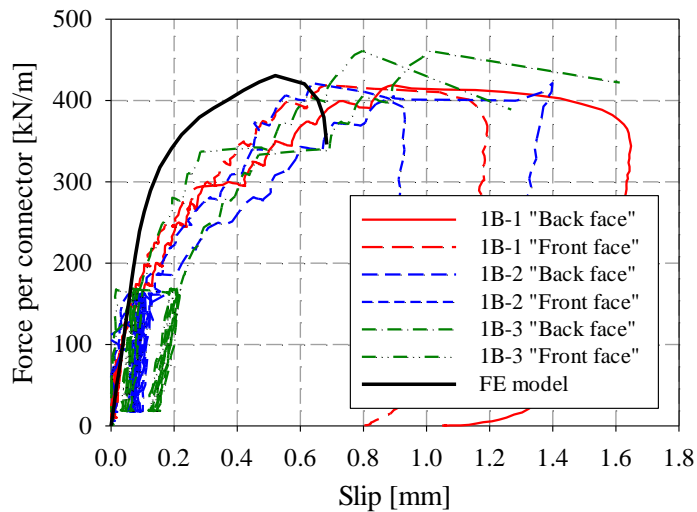 500
400
300
200
100
0
Force per connector [kN/m]
1B-1 "Back face"
1B-1 "Front face"
1B-2 "Back face"
1B-2 "Front face"
1B-3 "Back face"
1B-3 "Front face"
FE model
0.0 0.2 0.4 0.6 0.8 1.0 1.2 1.4 1.6 1.8
Slip [mm]